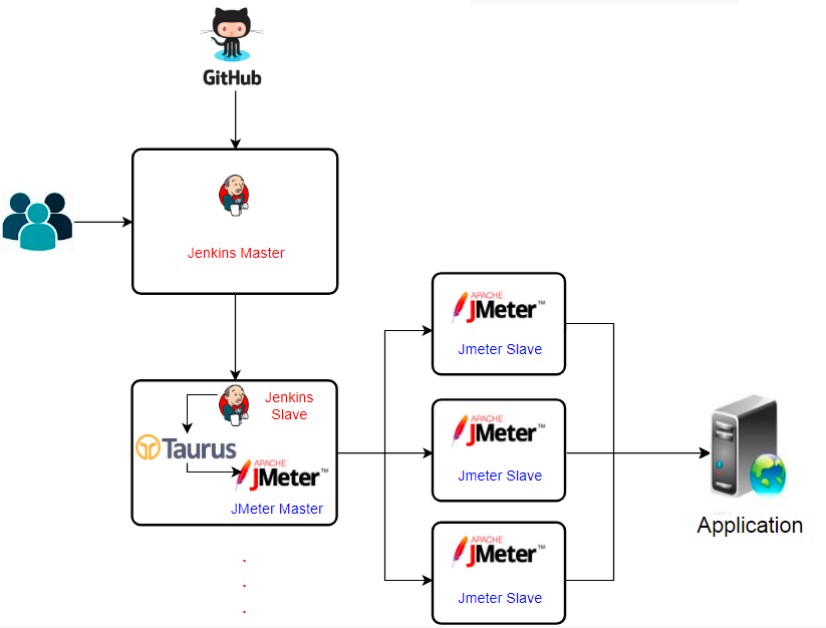 GitHub
Jenkins Master
APACHE
JMeter™
Jmeter Slave
Jenkins
Slave
Taurus
APACHE
JMeter™
JMeter Master
APACHE
JMeter™
Jmeter Slave
APACHE
JMeter™
Jmeter Slave
Application